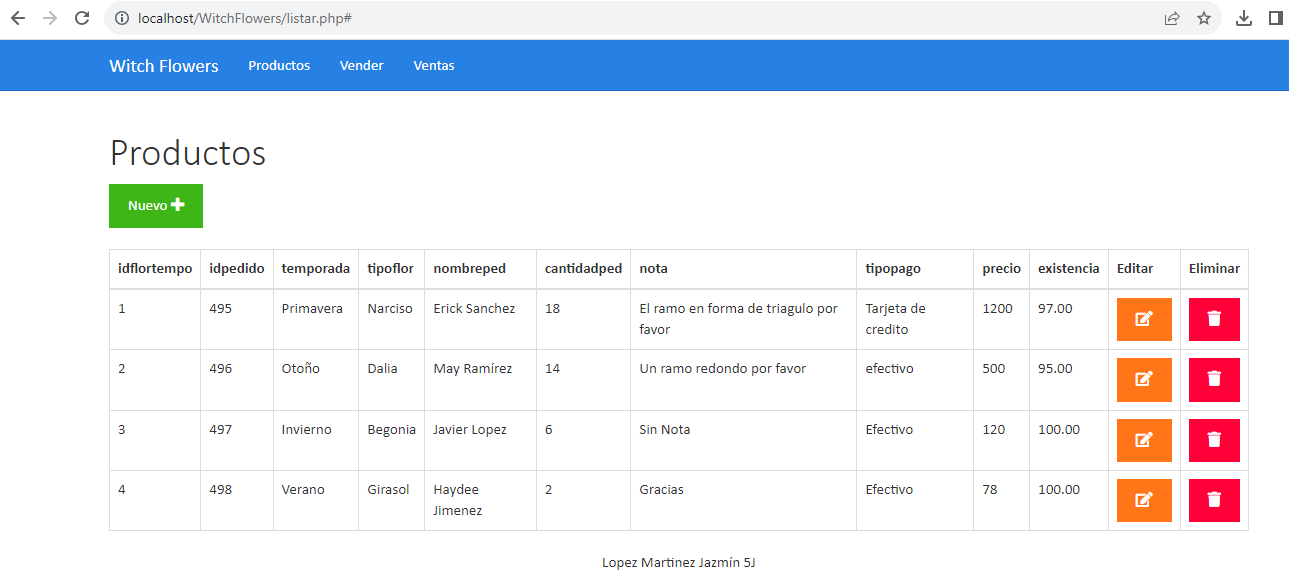 localhost/WitchFlowers/listar.php#
Witch Flowers Productos Vender Ventas
Productos
Nuevo
idflortempo idpedido temporada tipoflor nombreped cantidadped nota tipopago precio existencia Editar Eliminar
1 495 Primavera Narciso Erick Sanchez 18 El ramo en forma de triagulo por favor Tarjeta de credito 1200 97.00
2 496 Otoño Dalia May Ramírez 14 Un ramo redondo por favor efectivo 500 95.00
3 497 Invierno Begonia Javier Lopez 6 Sin Nota Efectivo 120 100.00
4 498 Verano Girasol Haydee Jimenez 2 Gracias Efectivo 78 100.00
Lopez Martinez Jazmín 5J